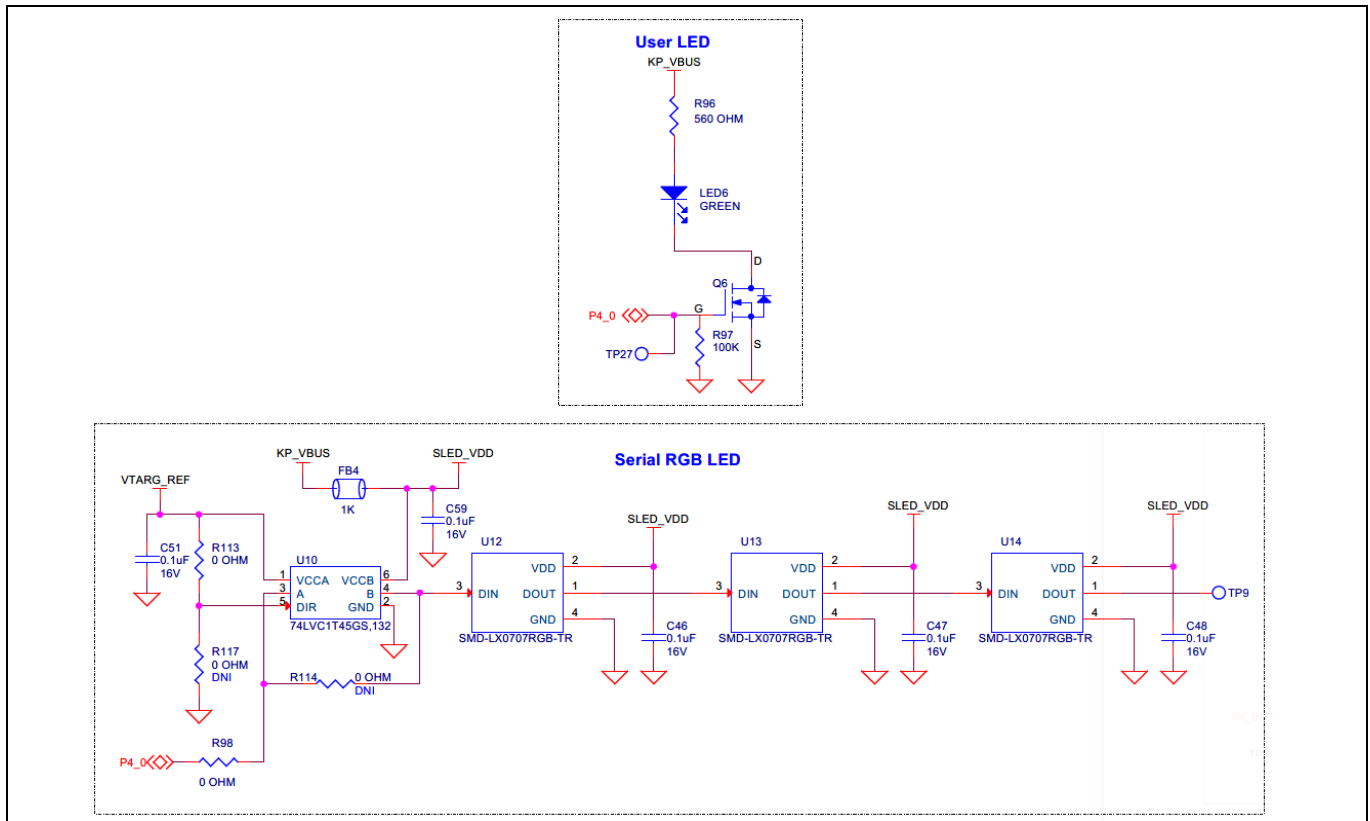 User LED
KP_VBUS
R96
560 OHM
LED6
GREEN
D
Q6
G
P4_0
R97
100K
S
TP27
Serial RGB LED
KP_VBUS
SLED_VDD
VTARG_REF
FB4
1K
C59
0.1uF
16V
C51
0.1uF
16V
R113
0 OHM
U10
1 VCCA VCCB 6
3 A B 4
5 DIR GND 2
74LVC1T45GS,132
R117
0 OHM
DNI
R114 0 OHM
DNI
R98
P4_0
0 OHM
U12
SLED_VDD
VDD 2
3 DIN DOUT 1
GND 4
SMD-LX0707RGB-TR
C46
0.1uF
16V
U13
SLED_VDD
VDD 2
3 DIN DOUT 1
GND 4
SMD-LX0707RGB-TR
C47
0.1uF
16V
U14
SLED_VDD
VDD 2
3 DIN DOUT 1
GND 4
SMD-LX0707RGB-TR
TP9
C48
0.1uF
16V